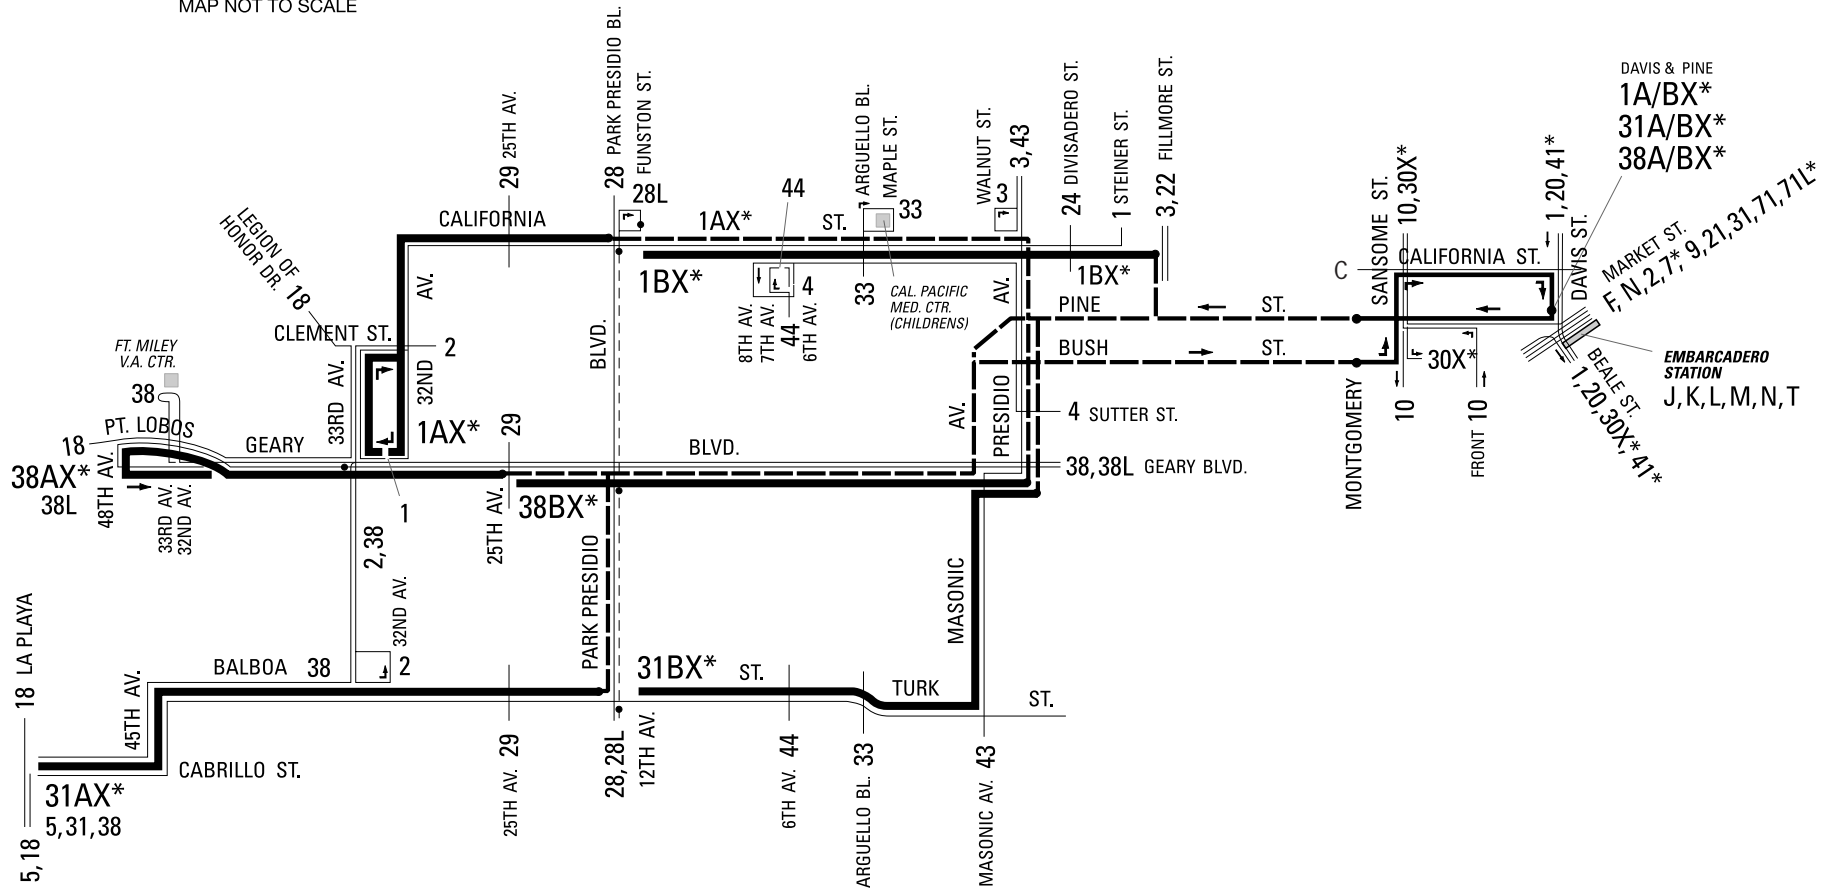 MAP NOT TO SCALE
29 25TH AV.
28 PARK PRESIDIO BL.
FUNSTON ST.
28L
44
ARGUELLO BL.
MAPLE ST.
33
WALNUT ST.
3
3,43
24 DIVISADERO ST.
1 STEINER ST.
3,22 FILLMORE ST.
SANSOME ST.
10,30X*
1,20,41*
DAVIS ST.
DAVIS & PINE
1A/BX*
31A/BX*
38A/BX*
MARKET ST.
F, N,2,7*, 9,21,31,71,71L*
LEGION OF
HONOR DR. 18
CALIFORNIA
1AX*
ST.
C
CALIFORNIA ST.
AV.
1BX*
4
33
CAL. PACIFIC
MED. CTR.
(CHILDRENS)
AV.
1BX*
8TH AV.
7TH AV.
44
6TH AV.
PINE
ST.
BUSH
ST.
30X*
BLVD.
CLEMENT ST.
2
FT. MILEY
V.A. CTR.
38
33RD AV.
32ND
1AX*
29
AV.
PRESIDIO
4 SUTTER ST.
MONTGOMERY
10
FRONT 10
BEALE ST.
1,20,30X*, 41*
EMBARCADERO
STATION
J,K,L,M,N,T
PT. LOBOS
18
GEARY
BLVD.
38,38L GEARY BLVD.
38AX*
38L
48TH AV.
33RD AV.
32ND AV.
1
2,38
25TH AV.
38BX*
PARK PRESIDIO
MASONIC
32ND AV.
18 LA PLAYA
45TH AV.
BALBOA 38
2
31BX*
ST.
TURK
ST.
CABRILLO ST.
31AX*
5,31,38
5,18
25TH AV. 29
28,28L
12TH AV.
6TH AV. 44
ARGUELLO BL. 33
MASONIC AV. 43